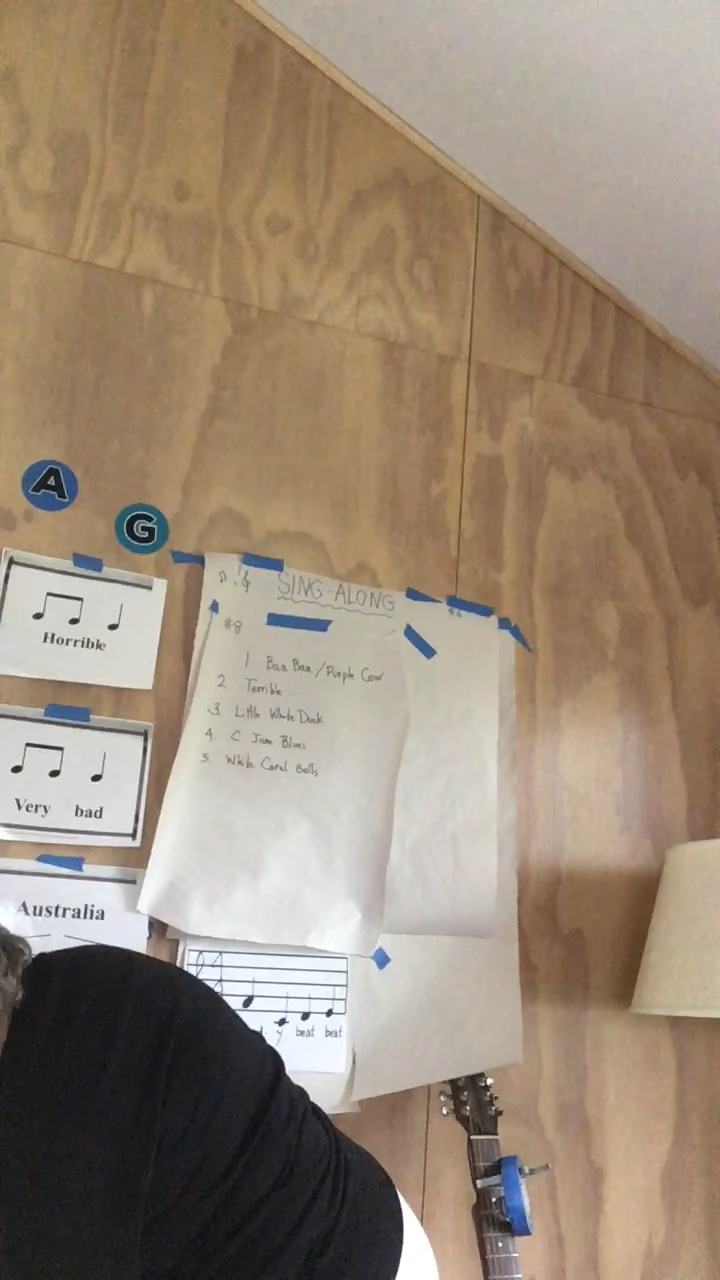 A
G
Horrible
Very bad
Australia
SING-ALONG
#8
1 Baa Baa/Purple Cow
2 Terrible
3. Little White Duck
4. C Jam Blues
5. White Coral Bells
y beat beat